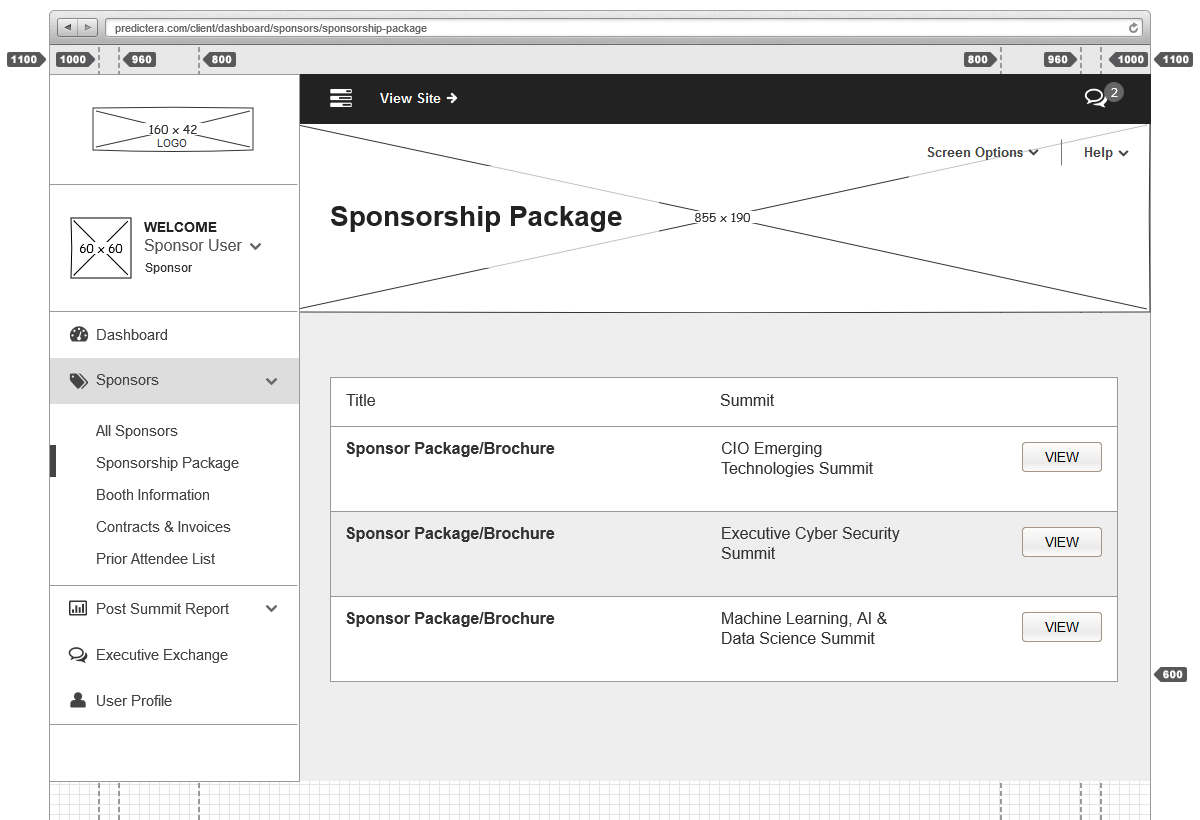 predictera.com/client/dashboard/sponsors/sponsorship-package
1100 1000 960 800 800 960 1000 1100
160 x 42
LOGO
View Site
2
Screen Options
Help
Sponsorship Package
855 x 190
60 x 60
WELCOME
Sponsor User
Sponsor
Dashboard
Sponsors
All Sponsors
Sponsorship Package
Booth Information
Contracts & Invoices
Prior Attendee List
Post Summit Report
Executive Exchange
User Profile
Title Summit
Sponsor Package/Brochure
CIO Emerging
Technologies Summit
VIEW
Sponsor Package/Brochure
Executive Cyber Security
Summit
VIEW
Sponsor Package/Brochure
Machine Learning, AI &
Data Science Summit
VIEW
600